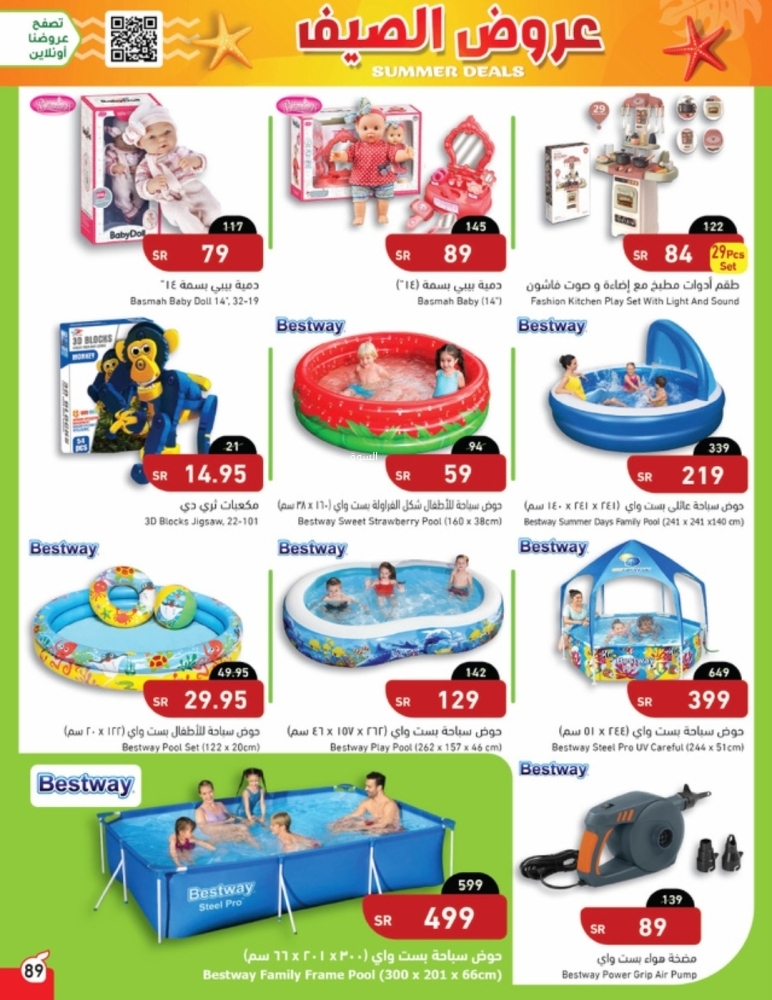 تصفح
عروضنا
أونلاين
عروض الصيف
SUMMER DEALS
BabyDoll
117
SR 79
دمية بيبي بسمة ١٤"
Basmah Baby Doll 14", 32-19
145
SR 89
دمية بيبي بسمة (١٤")
Basmah Baby (14")
29
122
SR 84
29Pcs
Set
طقم أدوات مطبخ مع إضاءة و صوت فاشون
Fashion Kitchen Play Set With Light And Sound
3D BLOCKS
MONKEY
54
PCS
21
SR 14.95
مكعبات ثري دي
3D Blocks Jigsaw, 22-101
Bestway
94
السوق
SR 59
حوض سباحة للأطفال شكل الفراولة بست واي (١٦٠ x ٣٨ سم)
Bestway Sweet Strawberry Pool (160 x 38cm)
Bestway
339
SR 219
حوض سباحة عائلي بست واي (٢٤١ x ٢٤١ x ١٤٠ سم)
Bestway Summer Days Family Pool (241 x 241 x140 cm)
Bestway
49.95
SR 29.95
حوض سباحة للأطفال بست واي (١٢٢ x ٢٠ سم)
Bestway Pool Set (122 x 20cm)
Bestway
142
SR 129
حوض سباحة بست واي (٢٦٢ x ١٥٧ x ٤٦ سم)
Bestway Play Pool (262 x 157 x 46 cm)
Bestway
Bestway
649
SR 399
حوض سباحة بست واي (٢٤٤ x ٥١ سم)
Bestway Steel Pro UV Careful (244 x 51cm)
Bestway
Bestway
Steel Pro
599
SR 499
حوض سباحة بست واي (٣٠٠ x ٢٠١ x ٦٦ سم)
Bestway Family Frame Pool (300 x 201 x 66cm)
Bestway
139
SR 89
مضخة هواء بست واي
Bestway Power Grip Air Pump
89